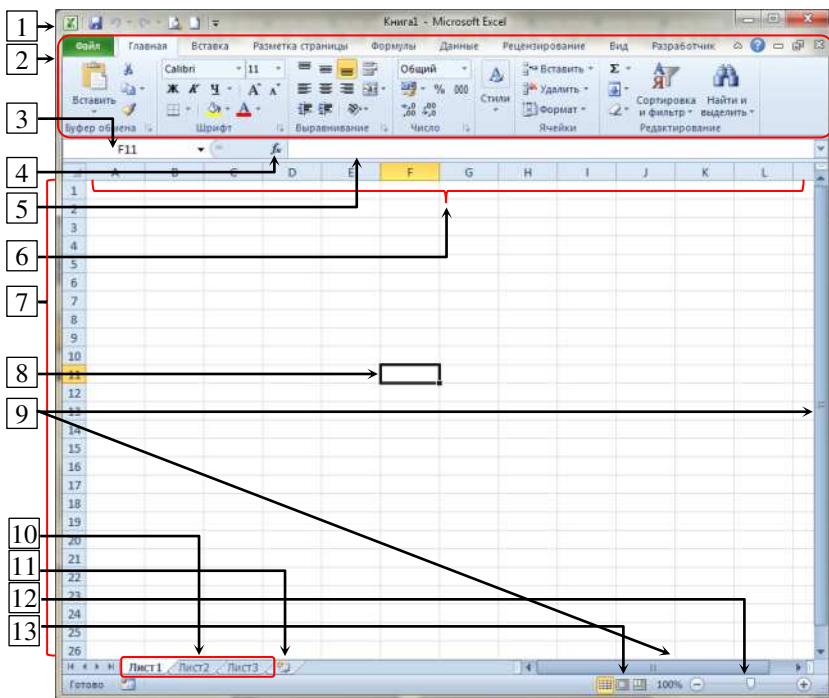 1
Книга1 - Microsoft Excel
2
Файл Главная Вставка Разметка страницы Формулы Данные Рецензирование Вид Разработчик
Вставить
Calibri 11
Ж К Ч A A
A
Общий
% 000
,0 ,00
,00 ,0
Стили
Вставить
Удалить
Формат
Σ
Сортировка и фильтр
Найти и выделить
Буфер обмена Шрифт Выравнивание Число Ячейки Редактирование
3
F11 fx
4
5
A B C D E F G H I J K L
6
7
8
9
10
11
12
13
1
2
3
4
5
6
7
8
9
10
11
12
13
14
15
16
17
18
19
20
21
22
23
24
25
26
Лист1 Лист2 Лист3
Готово 100%